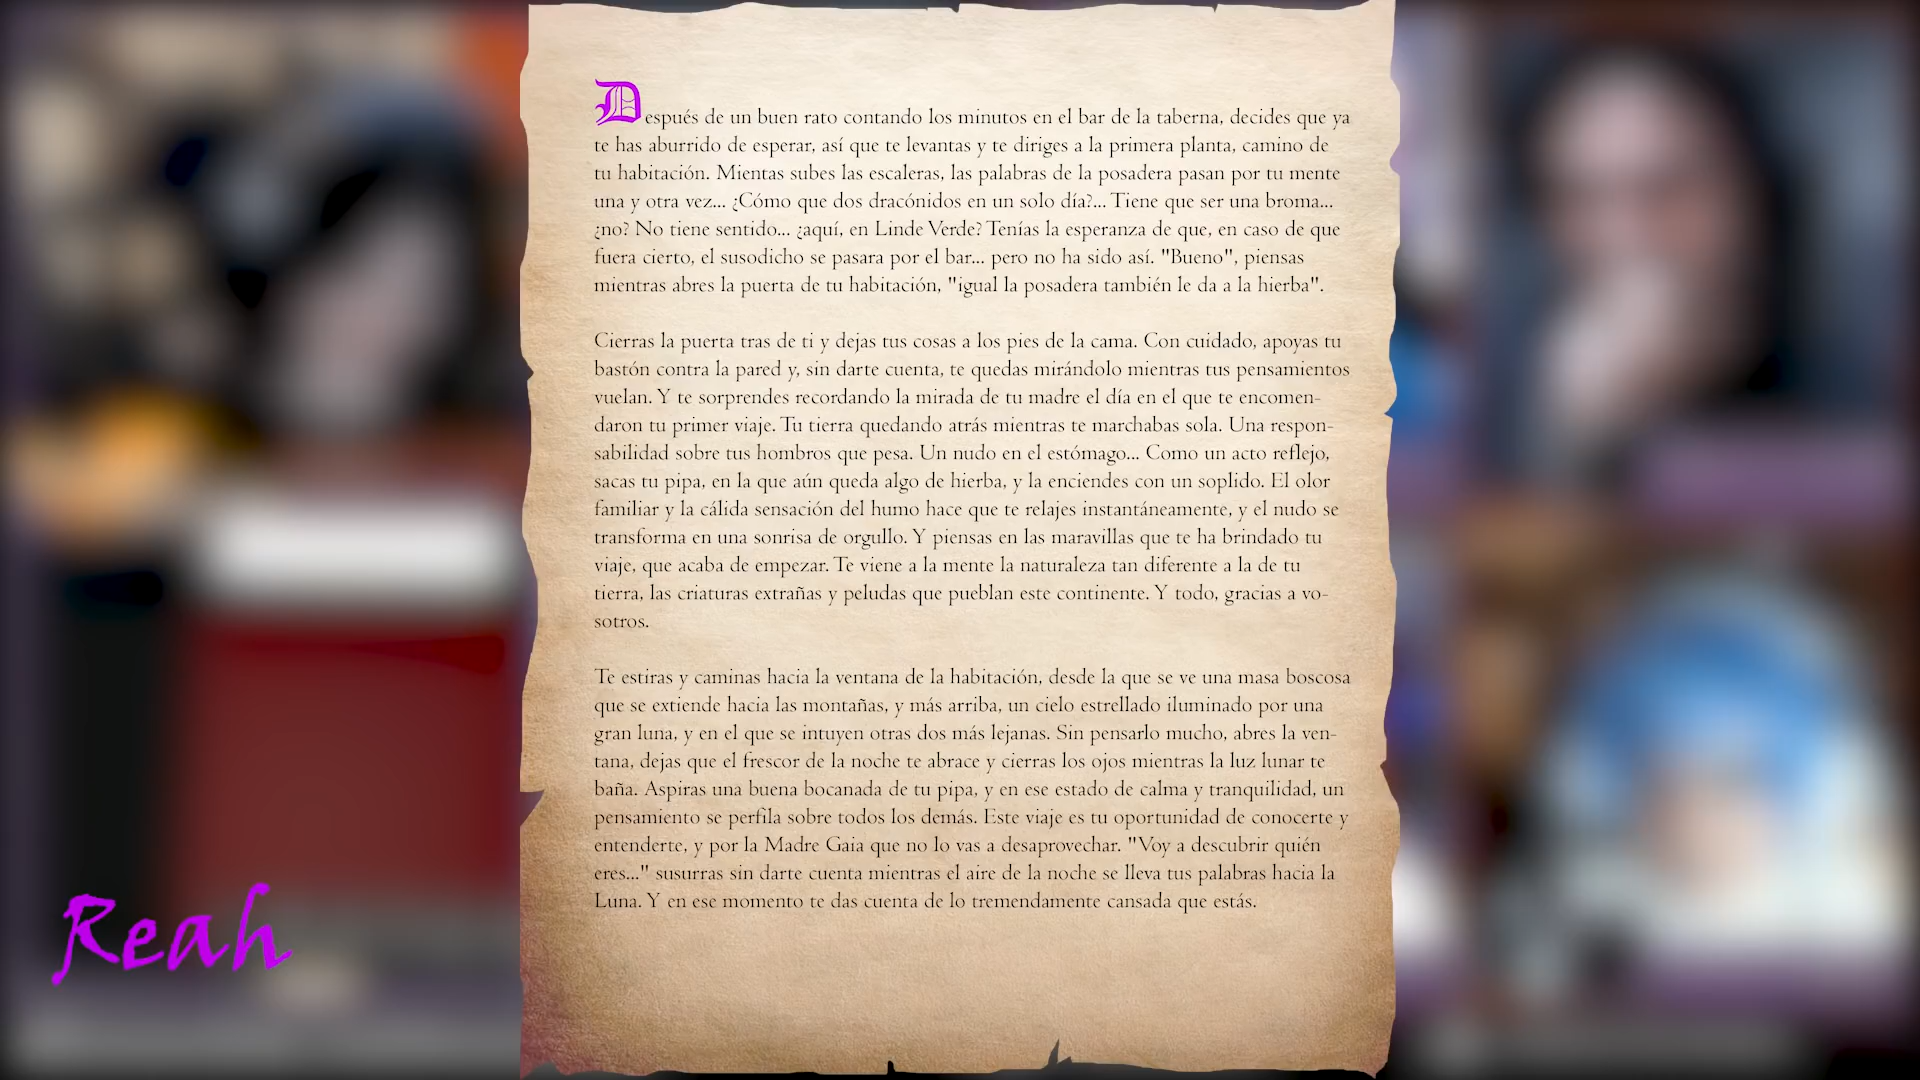 Después de un buen rato contando los minutos en el bar de la taberna, decides que ya
te has aburrido de esperar, así que te levantas y te diriges a la primera planta, camino de
tu habitación. Mientas subes las escaleras, las palabras de la posadera pasan por tu mente
una y otra vez... ¿Cómo que dos dracónidos en un solo día?... Tiene que ser una broma...
¿no? No tiene sentido... ¿aquí, en Linde Verde? Tenías la esperanza de que, en caso de que
fuera cierto, el susodicho se pasara por el bar... pero no ha sido así. "Bueno", piensas
mientras abres la puerta de tu habitación, "igual la posadera también le da a la hierba".
Cierras la puerta tras de ti y dejas tus cosas a los pies de la cama. Con cuidado, apoyas tu
bastón contra la pared y, sin darte cuenta, te quedas mirándolo mientras tus pensamientos
vuelan. Y te sorprendes recordando la mirada de tu madre el día en el que te encomen-
daron tu primer viaje. Tu tierra quedando atrás mientras te marchabas sola. Una respon-
sabilidad sobre tus hombros que pesa. Un nudo en el estómago... Como un acto reflejo,
sacas tu pipa, en la que aún queda algo de hierba, y la enciendes con un soplido. El olor
familiar y la cálida sensación del humo hace que te relajes instantáneamente, y el nudo se
transforma en una sonrisa de orgullo. Y piensas en las maravillas que te ha brindado tu
viaje, que acaba de empezar. Te viene a la mente la naturaleza tan diferente a la de tu
tierra, las criaturas extrañas y peludas que pueblan este continente. Y todo, gracias a vo-
sotros.
Te estiras y caminas hacia la ventana de la habitación, desde la que se ve una masa boscosa
que se extiende hacia las montañas, y más arriba, un cielo estrellado iluminado por una
gran luna, y en el que se intuyen otras dos más lejanas. Sin pensarlo mucho, abres la ven-
tana, dejas que el frescor de la noche te abrace y cierras los ojos mientras la luz lunar te
baña. Aspiras una buena bocanada de tu pipa, y en ese estado de calma y tranquilidad, un
pensamiento se perfila sobre todos los demás. Este viaje es tu oportunidad de conocerte y
entenderte, y por la Madre Gaia que no lo vas a desaprovechar. "Voy a descubrir quién
eres..." susurras sin darte cuenta mientras el aire de la noche se lleva tus palabras hacia la
Luna. Y en ese momento te das cuenta de lo tremendamente cansada que estás.
Reah